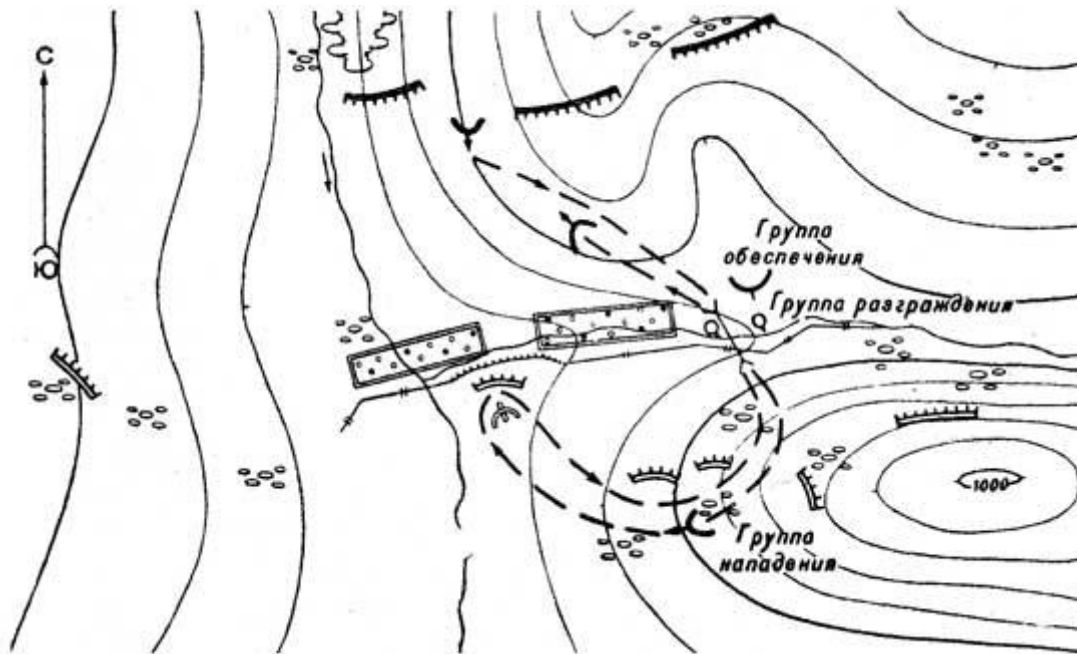 С
Ю
Группа
обеспечения
Группа разграждения
1000
Группа
нападения